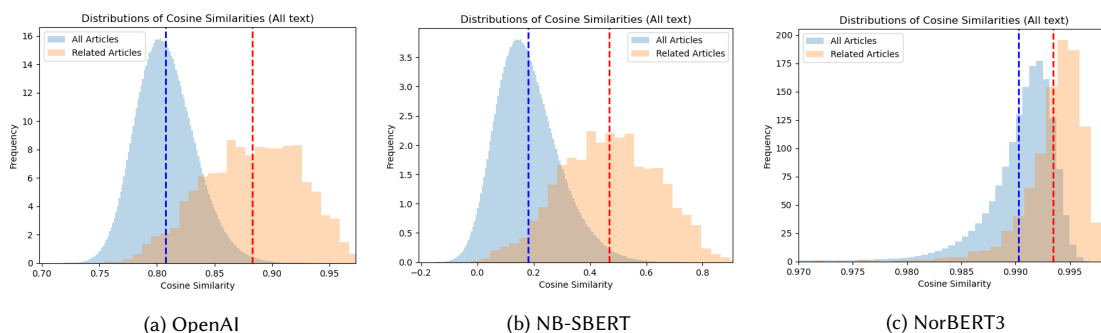 Distributions of Cosine Similarities (All text)
All Articles
Related Articles
Frequency
16
14
12
10
8
6
4
2
0
0.70
0.75
0.80
0.85
0.90
0.95
Cosine Similarity
(a) OpenAI
Distributions of Cosine Similarities (All text)
All Articles
Related Articles
Frequency
3.5
3.0
2.5
2.0
1.5
1.0
0.5
0.0
−0.2
0.0
0.2
0.4
0.6
0.8
Cosine Similarity
(b) NB-SBERT
Distributions of Cosine Similarities (All text)
All Articles
Related Articles
Frequency
200
175
150
125
100
75
50
25
0
0.970
0.975
0.980
0.985
0.990
0.995
Cosine Similarity
(c) NorBERT3